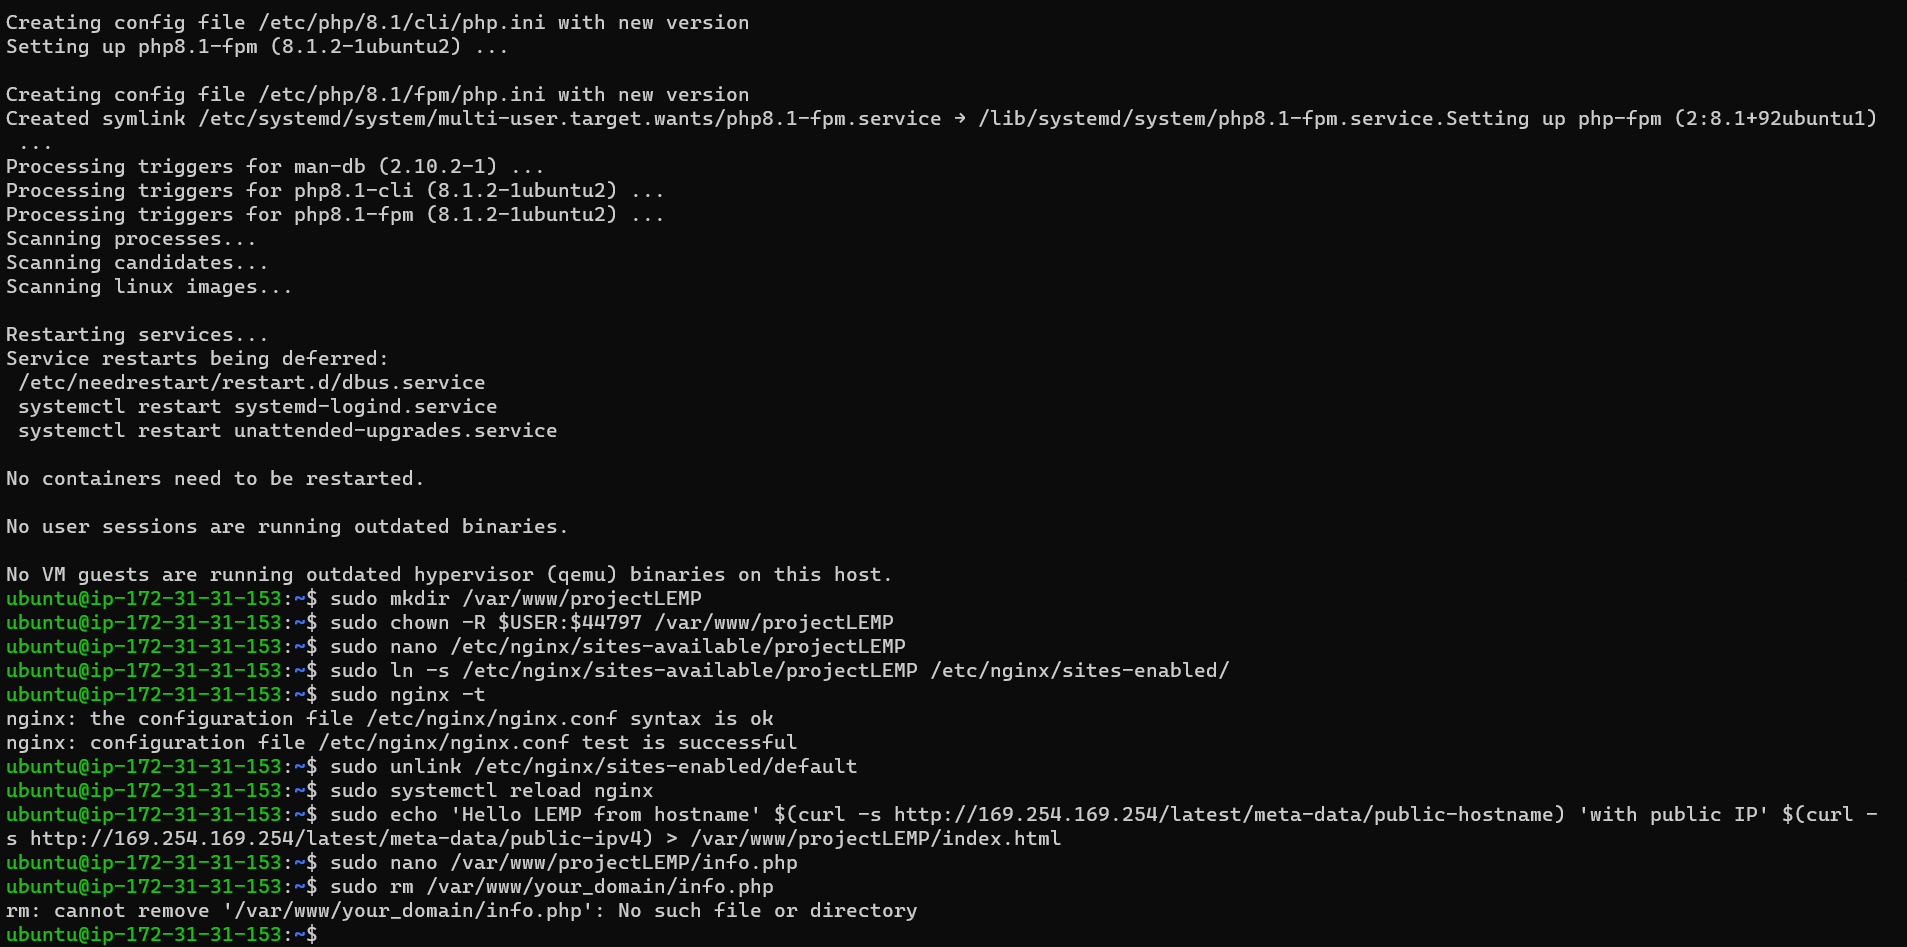 Creating config file /etc/php/8.1/cli/php.ini with new version
Setting up php8.1-fpm (8.1.2-1ubuntu2) ...
Creating config file /etc/php/8.1/fpm/php.ini with new version
Created symlink /etc/systemd/system/multi-user.target.wants/php8.1-fpm.service → /lib/systemd/system/php8.1-fpm.service.Setting up php-fpm (2:8.1+92ubuntu1)
 ...
Processing triggers for man-db (2.10.2-1) ...
Processing triggers for php8.1-cli (8.1.2-1ubuntu2) ...
Processing triggers for php8.1-fpm (8.1.2-1ubuntu2) ...
Scanning processes...
Scanning candidates...
Scanning linux images...
Restarting services...
Service restarts being deferred:
 /etc/needrestart/restart.d/dbus.service
 systemctl restart systemd-logind.service
 systemctl restart unattended-upgrades.service
No containers need to be restarted.
No user sessions are running outdated binaries.
No VM guests are running outdated hypervisor (qemu) binaries on this host.
ubuntu@ip-172-31-31-153:~$ sudo mkdir /var/www/projectLEMP
ubuntu@ip-172-31-31-153:~$ sudo chown -R $USER:$44797 /var/www/projectLEMP
ubuntu@ip-172-31-31-153:~$ sudo nano /etc/nginx/sites-available/projectLEMP
ubuntu@ip-172-31-31-153:~$ sudo ln -s /etc/nginx/sites-available/projectLEMP /etc/nginx/sites-enabled/
ubuntu@ip-172-31-31-153:~$ sudo nginx -t
nginx: the configuration file /etc/nginx/nginx.conf syntax is ok
nginx: configuration file /etc/nginx/nginx.conf test is successful
ubuntu@ip-172-31-31-153:~$ sudo unlink /etc/nginx/sites-enabled/default
ubuntu@ip-172-31-31-153:~$ sudo systemctl reload nginx
ubuntu@ip-172-31-31-153:~$ sudo echo 'Hello LEMP from hostname' $(curl -s http://169.254.169.254/latest/meta-data/public-hostname) 'with public IP' $(curl -
s http://169.254.169.254/latest/meta-data/public-ipv4) > /var/www/projectLEMP/index.html
ubuntu@ip-172-31-31-153:~$ sudo nano /var/www/projectLEMP/info.php
ubuntu@ip-172-31-31-153:~$ sudo rm /var/www/your_domain/info.php
rm: cannot remove '/var/www/your_domain/info.php': No such file or directory
ubuntu@ip-172-31-31-153:~$